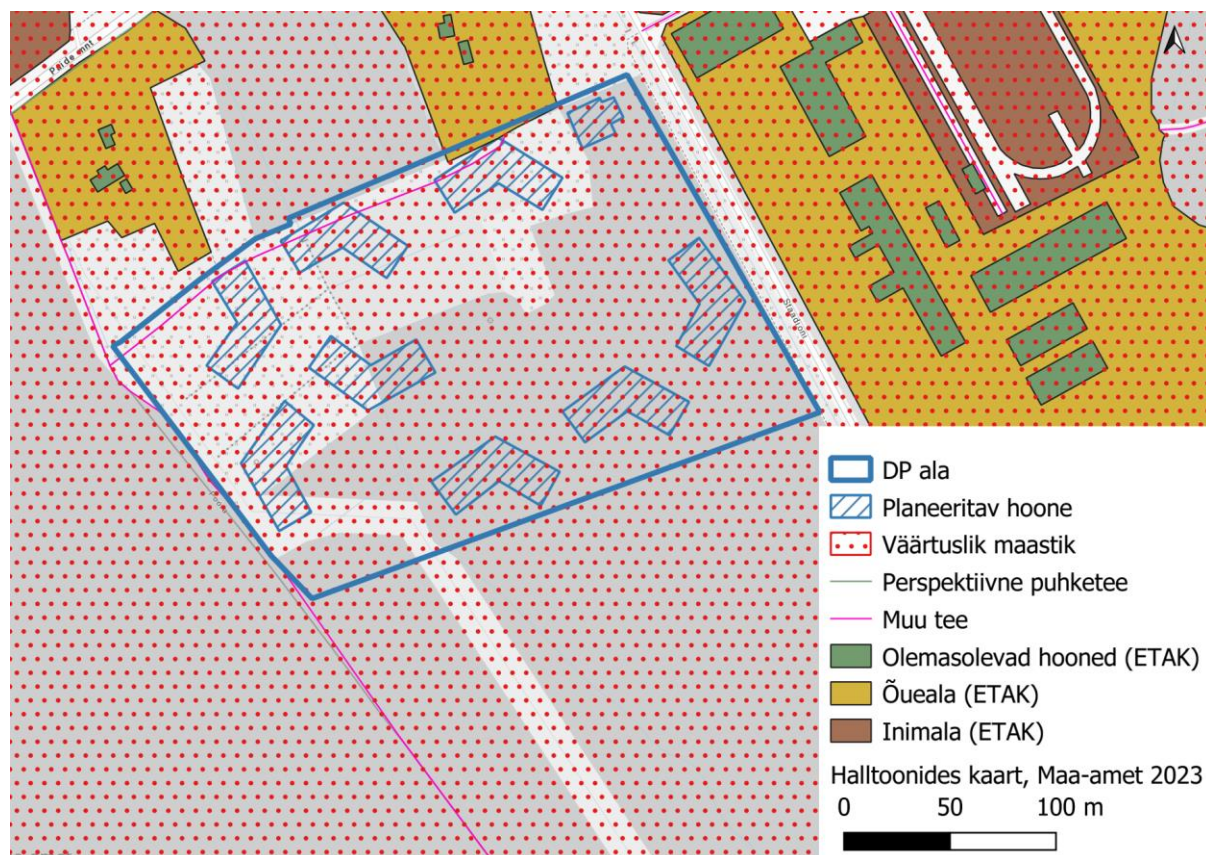 Paide mnt
Staadioni
DP ala
Planeeritav hoone
Väärtuslik maastik
Perspektiivne puhketee
Muu tee
Olemasolevad hooned (ETAK)
Õueala (ETAK)
Inimala (ETAK)
Halltoonides kaart, Maa-amet 2023
0 50 100 m